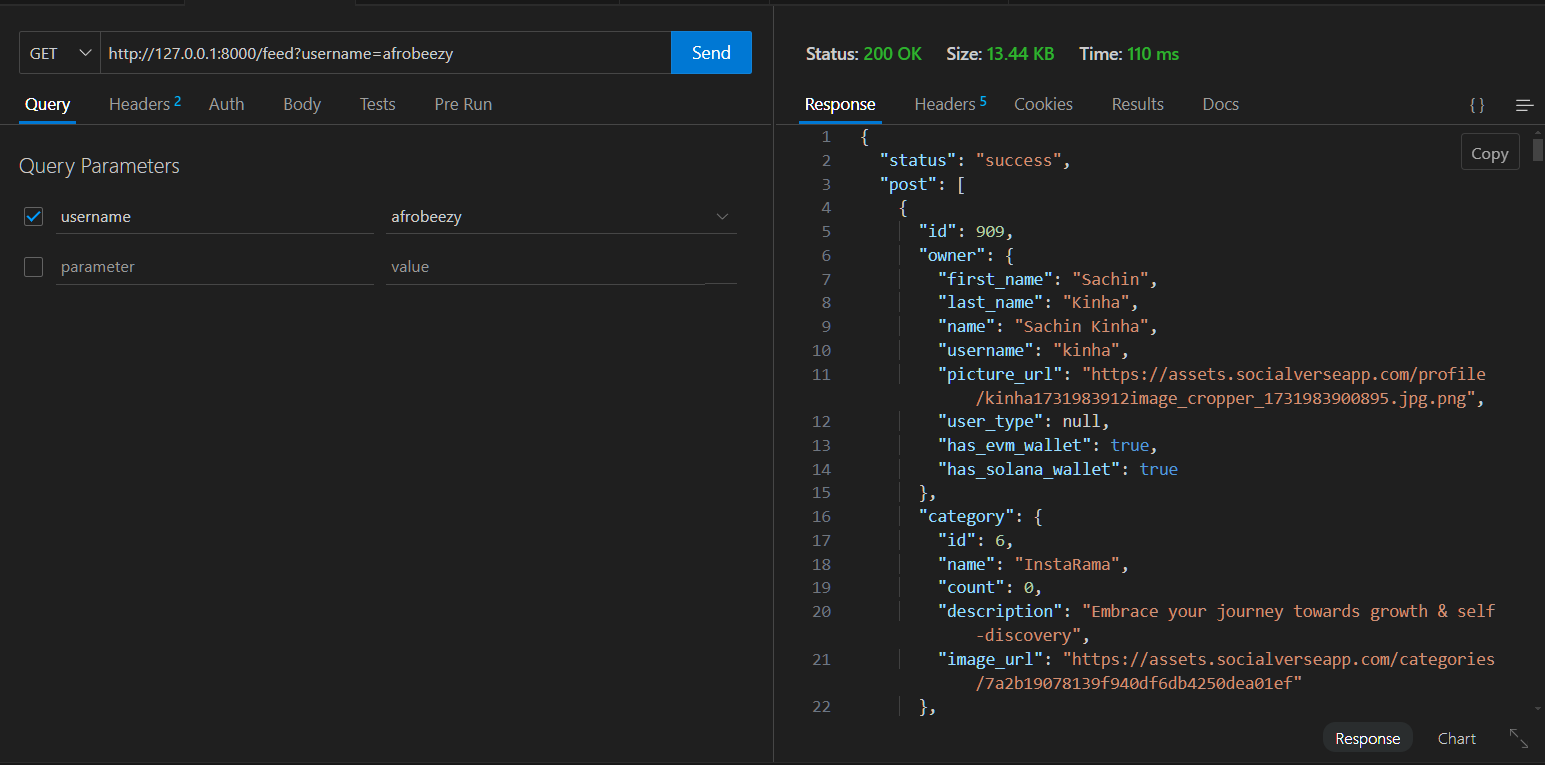 GET http://127.0.0.1:8000/feed?username=afrobeezy Send
Query Headers 2 Auth Body Tests Pre Run
Query Parameters
username afrobeezy
parameter value
Status: 200 OK Size: 13.44 KB Time: 110 ms
Response Headers 5 Cookies Results Docs { }
Copy
1 {
2 "status": "success",
3 "post": [
4 {
5 "id": 909,
6 "owner": {
7 "first_name": "Sachin",
8 "last_name": "Kinha",
9 "name": "Sachin Kinha",
10 "username": "kinha",
11 "picture_url": "https://assets.socialverseapp.com/profile
/kinha1731983912image_cropper_1731983900895.jpg.png",
12 "user_type": null,
13 "has_evm_wallet": true,
14 "has_solana_wallet": true
15 },
16 "category": {
17 "id": 6,
18 "name": "InstaRama",
19 "count": 0,
20 "description": "Embrace your journey towards growth & self
-discovery",
21 "image_url": "https://assets.socialverseapp.com/categories
/7a2b19078139f940df6db4250dea01ef"
22 },
Response Chart